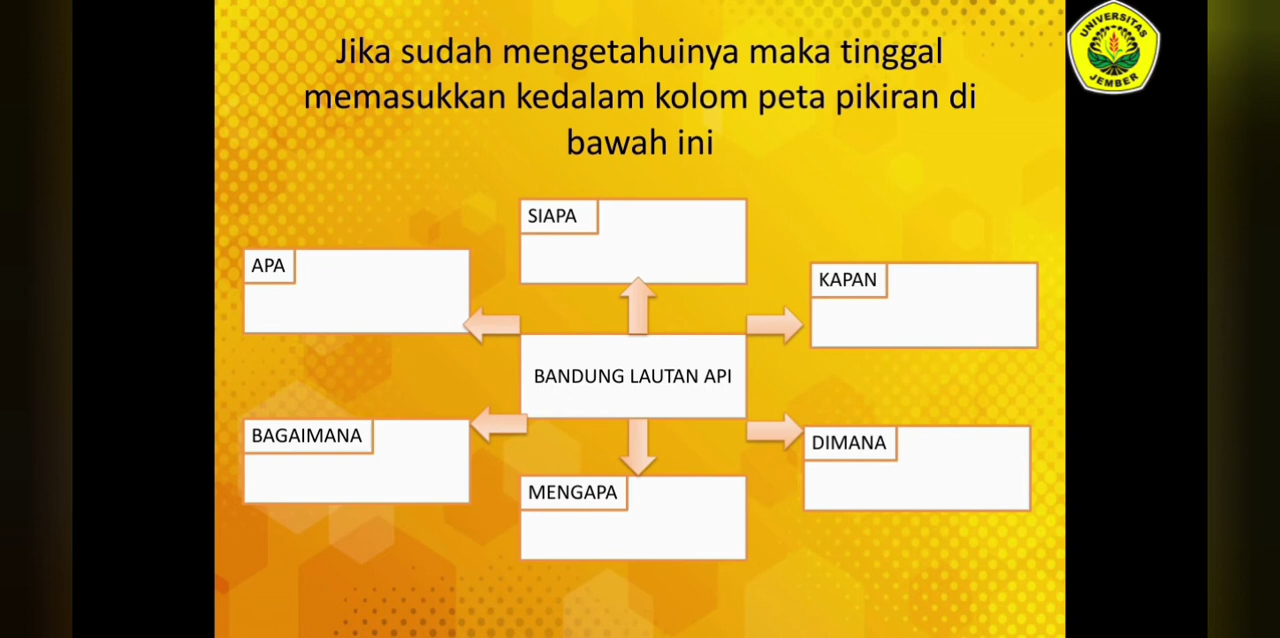 Jika sudah mengetahuinya maka tinggal
memasukkan kedalam kolom peta pikiran di
bawah ini
UNIVERSITAS
JEMBER
SIAPA
APA
KAPAN
BANDUNG LAUTAN API
BAGAIMANA
DIMANA
MENGAPA